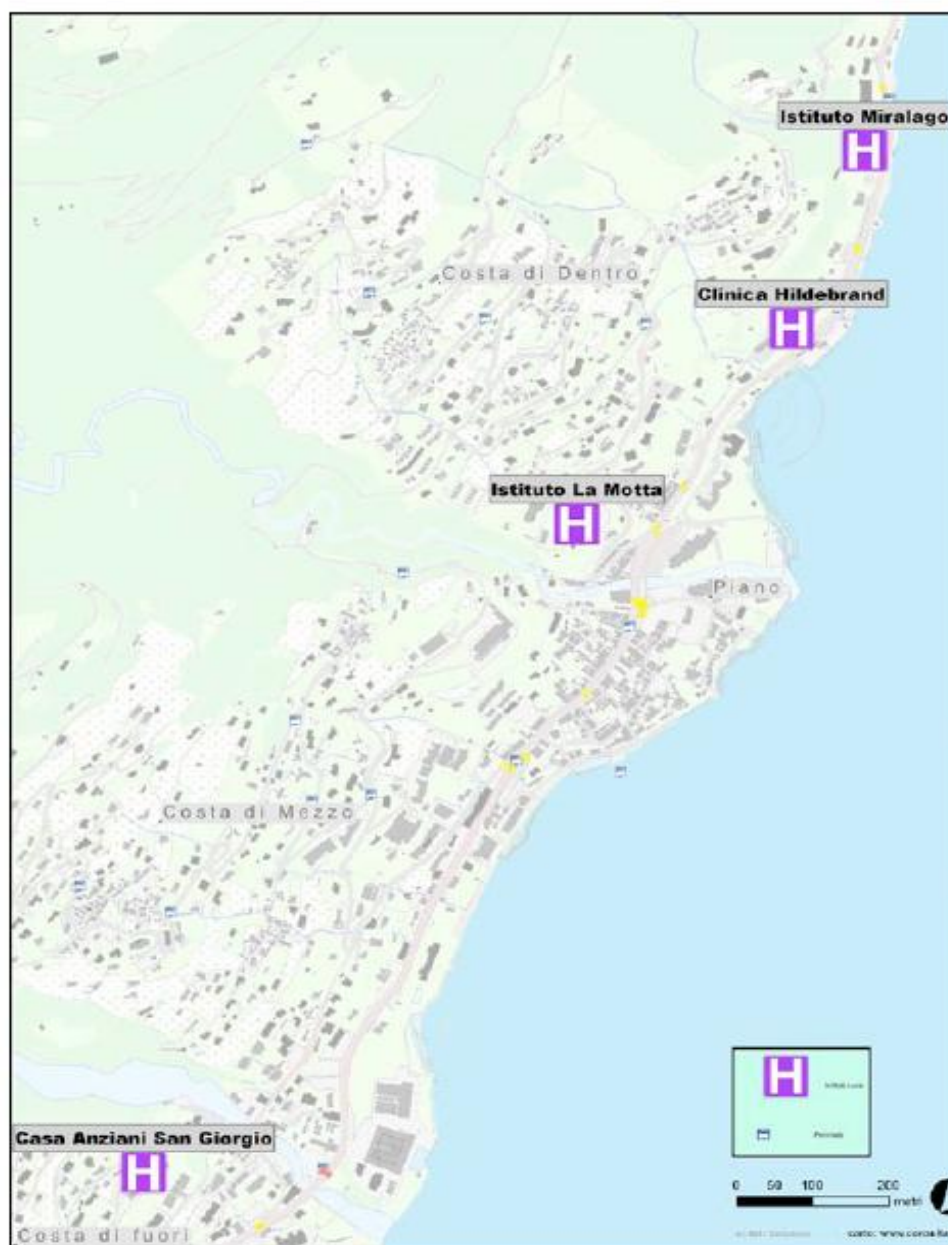 Istituto Miralago
H
Costa di Dentro
Clinica Hildebrand
H
Istituto La Motta
H
Piano
Costa di Mezzo
H
Casa Anziani San Giorgio
H
0 50 100 200
metri
Costa di fuori